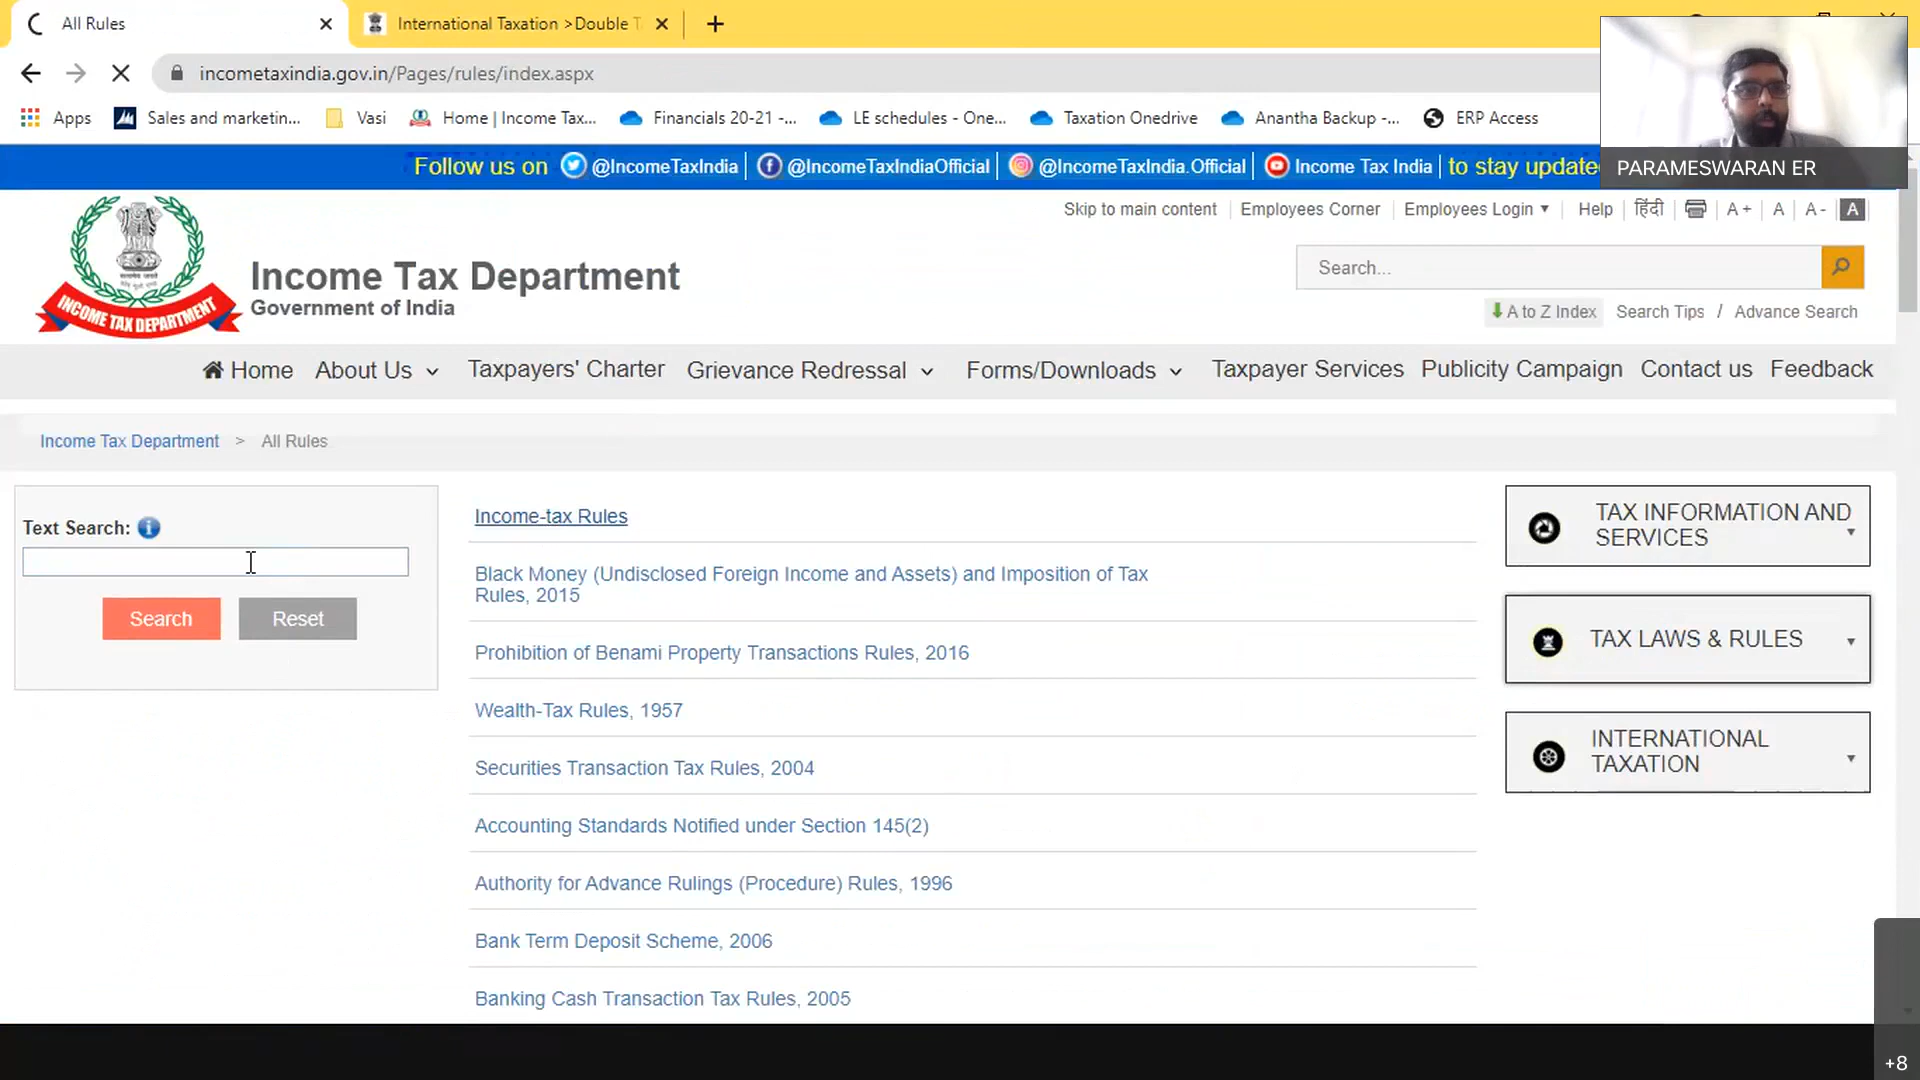 All Rules
International Taxation >Double T
incometaxindia.gov.in/Pages/rules/index.aspx
Apps
Sales and marketin...
Vasi
Home | Income Tax...
Financials 20-21 -...
LE schedules - One...
Taxation Onedrive
Anantha Backup -...
ERP Access
PARAMESWARAN ER
Follow us on @IncomeTaxIndia @IncomeTaxIndiaOfficial @IncomeTaxIndia.Official Income Tax India to stay update
Skip to main content Employees Corner Employees Login Help हिंदी A+ A A- A
INCOME TAX DEPARTMENT
Income Tax Department
Government of India
Search...
A to Z Index Search Tips / Advance Search
Home About Us Taxpayers' Charter Grievance Redressal Forms/Downloads Taxpayer Services Publicity Campaign Contact us Feedback
Income Tax Department > All Rules
Text Search:
Search Reset
Income-tax Rules
Black Money (Undisclosed Foreign Income and Assets) and Imposition of Tax
Rules, 2015
Prohibition of Benami Property Transactions Rules, 2016
Wealth-Tax Rules, 1957
Securities Transaction Tax Rules, 2004
Accounting Standards Notified under Section 145(2)
Authority for Advance Rulings (Procedure) Rules, 1996
Bank Term Deposit Scheme, 2006
Banking Cash Transaction Tax Rules, 2005
TAX INFORMATION AND
SERVICES
TAX LAWS & RULES
INTERNATIONAL
TAXATION
+8